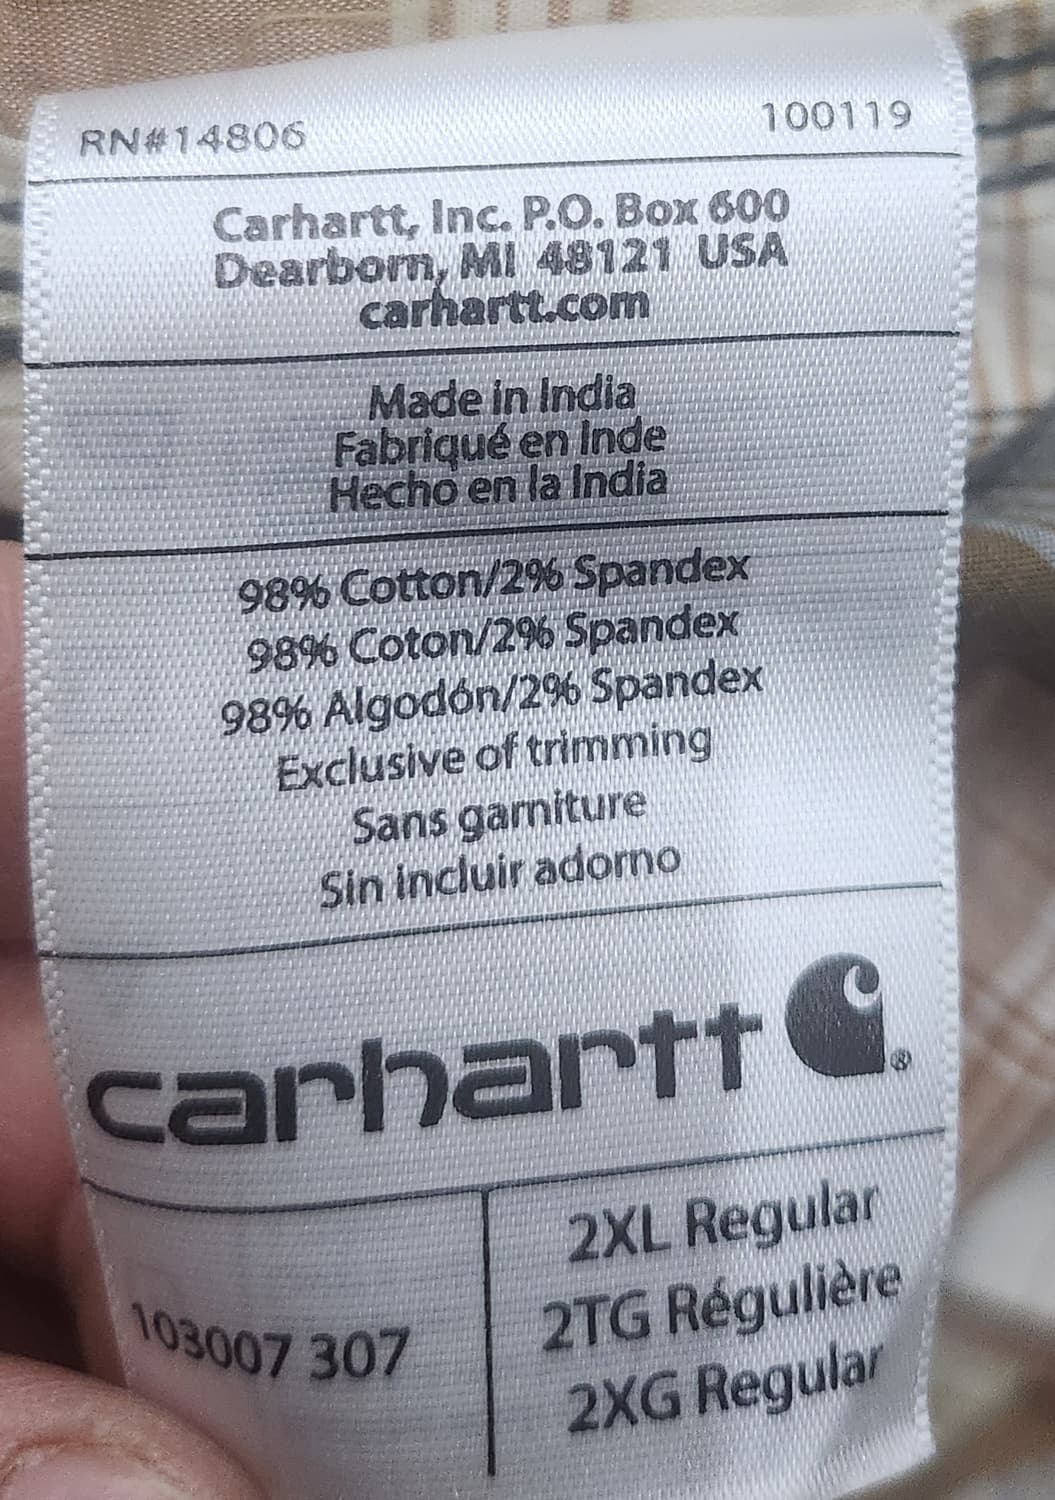 RN#14806 100119
Carhartt, Inc. P.O. Box 600
Dearborn, MI 48121 USA
carhartt.com
Made in India
Fabriqué en Inde
Hecho en la India
98% Cotton/2% Spandex
98% Coton/2% Spandex
98% Algodón/2% Spandex
Exclusive of trimming
Sans garniture
Sin incluir adorno
carhartt ®
103007 307
2XL Regular
2TG Régulière
2XG Regular